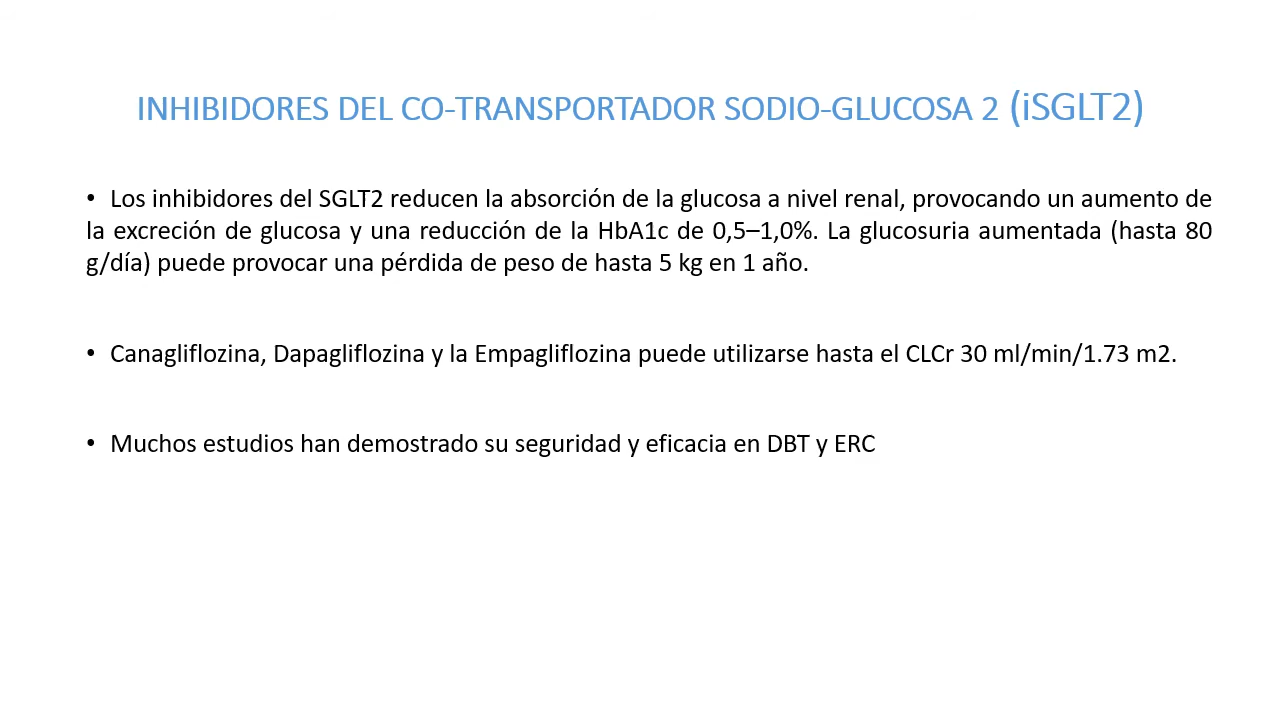 INHIBIDORES DEL CO-TRANSPORTADOR SODIO-GLUCOSA 2 (iSGLT2)
• Los inhibidores del SGLT2 reducen la absorción de la glucosa a nivel renal, provocando un aumento de
la excreción de glucosa y una reducción de la HbA1c de 0,5–1,0%. La glucosuria aumentada (hasta 80
g/día) puede provocar una pérdida de peso de hasta 5 kg en 1 año.
• Canagliflozina, Dapagliflozina y la Empagliflozina puede utilizarse hasta el CLCr 30 ml/min/1.73 m2.
• Muchos estudios han demostrado su seguridad y eficacia en DBT y ERC